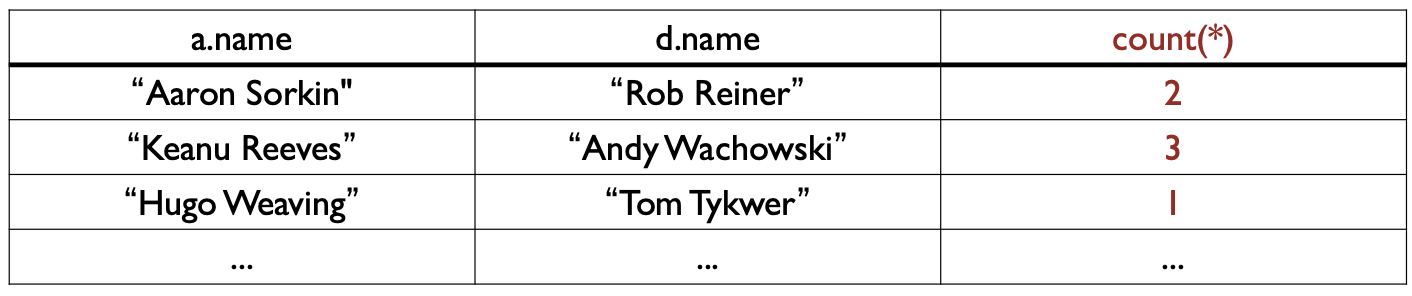 a.name d.name count(*)
“Aaron Sorkin" “Rob Reiner” 2
“Keanu Reeves” “Andy Wachowski” 3
“Hugo Weaving” “Tom Tykwer” 1
... ... ...